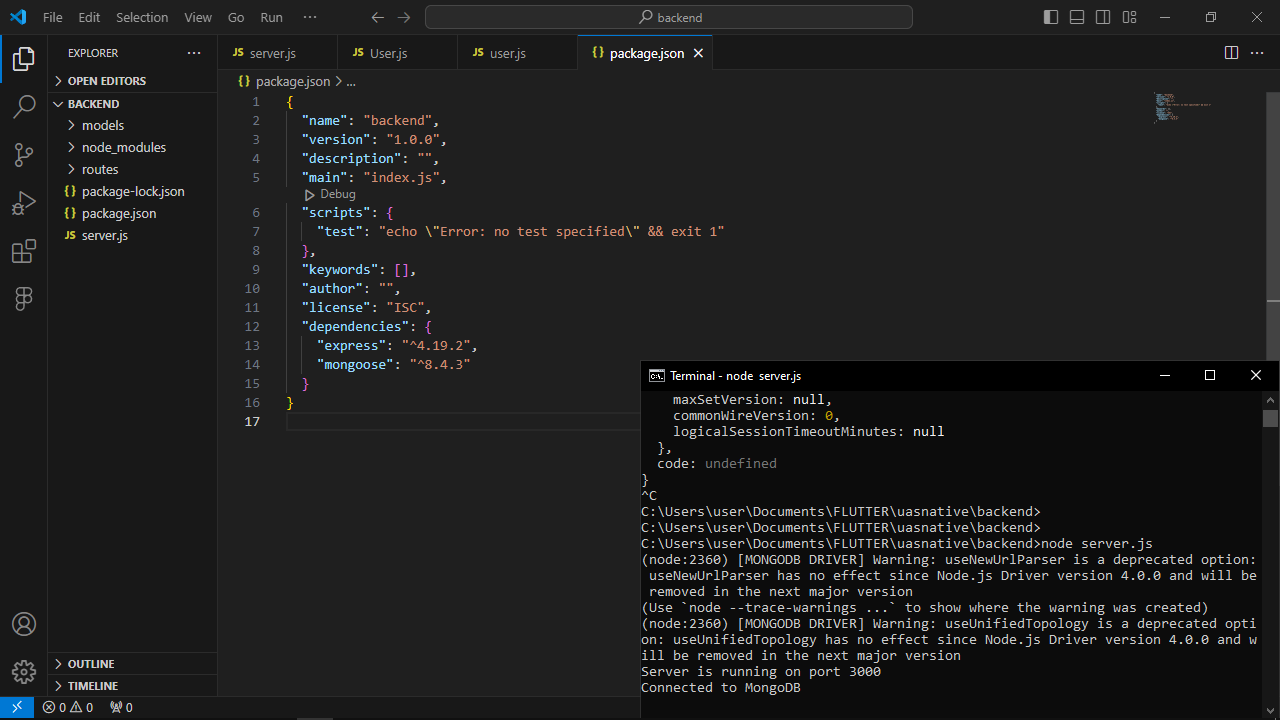 File Edit Selection View Go Run ···
backend
EXPLORER ···
OPEN EDITORS
BACKEND
models
node_modules
routes
{} package-lock.json
{} package.json
JS server.js
OUTLINE
TIMELINE
JS server.js
JS User.js
JS user.js
{} package.json
{} package.json > ...
1 {
2 "name": "backend",
3 "version": "1.0.0",
4 "description": "",
5 "main": "index.js",
Debug
6 "scripts": {
7 "test": "echo \"Error: no test specified\" && exit 1"
8 },
9 "keywords": [],
10 "author": "",
11 "license": "ISC",
12 "dependencies": {
13 "express": "^4.19.2",
14 "mongoose": "^8.4.3"
15 }
16 }
17
Terminal - node server.js
maxSetVersion: null,
commonWireVersion: 0,
logicalSessionTimeoutMinutes: null
},
code: undefined
}
^C
C:\Users\user\Documents\FLUTTER\uasnative\backend>
C:\Users\user\Documents\FLUTTER\uasnative\backend>
C:\Users\user\Documents\FLUTTER\uasnative\backend>node server.js
(node:2360) [MONGODB DRIVER] Warning: useNewUrlParser is a deprecated option:
useNewUrlParser has no effect since Node.js Driver version 4.0.0 and will be
removed in the next major version
(Use `node --trace-warnings ...` to show where the warning was created)
(node:2360) [MONGODB DRIVER] Warning: useUnifiedTopology is a deprecated opti
on: useUnifiedTopology has no effect since Node.js Driver version 4.0.0 and w
ill be removed in the next major version
Server is running on port 3000
Connected to MongoDB
0 0 0